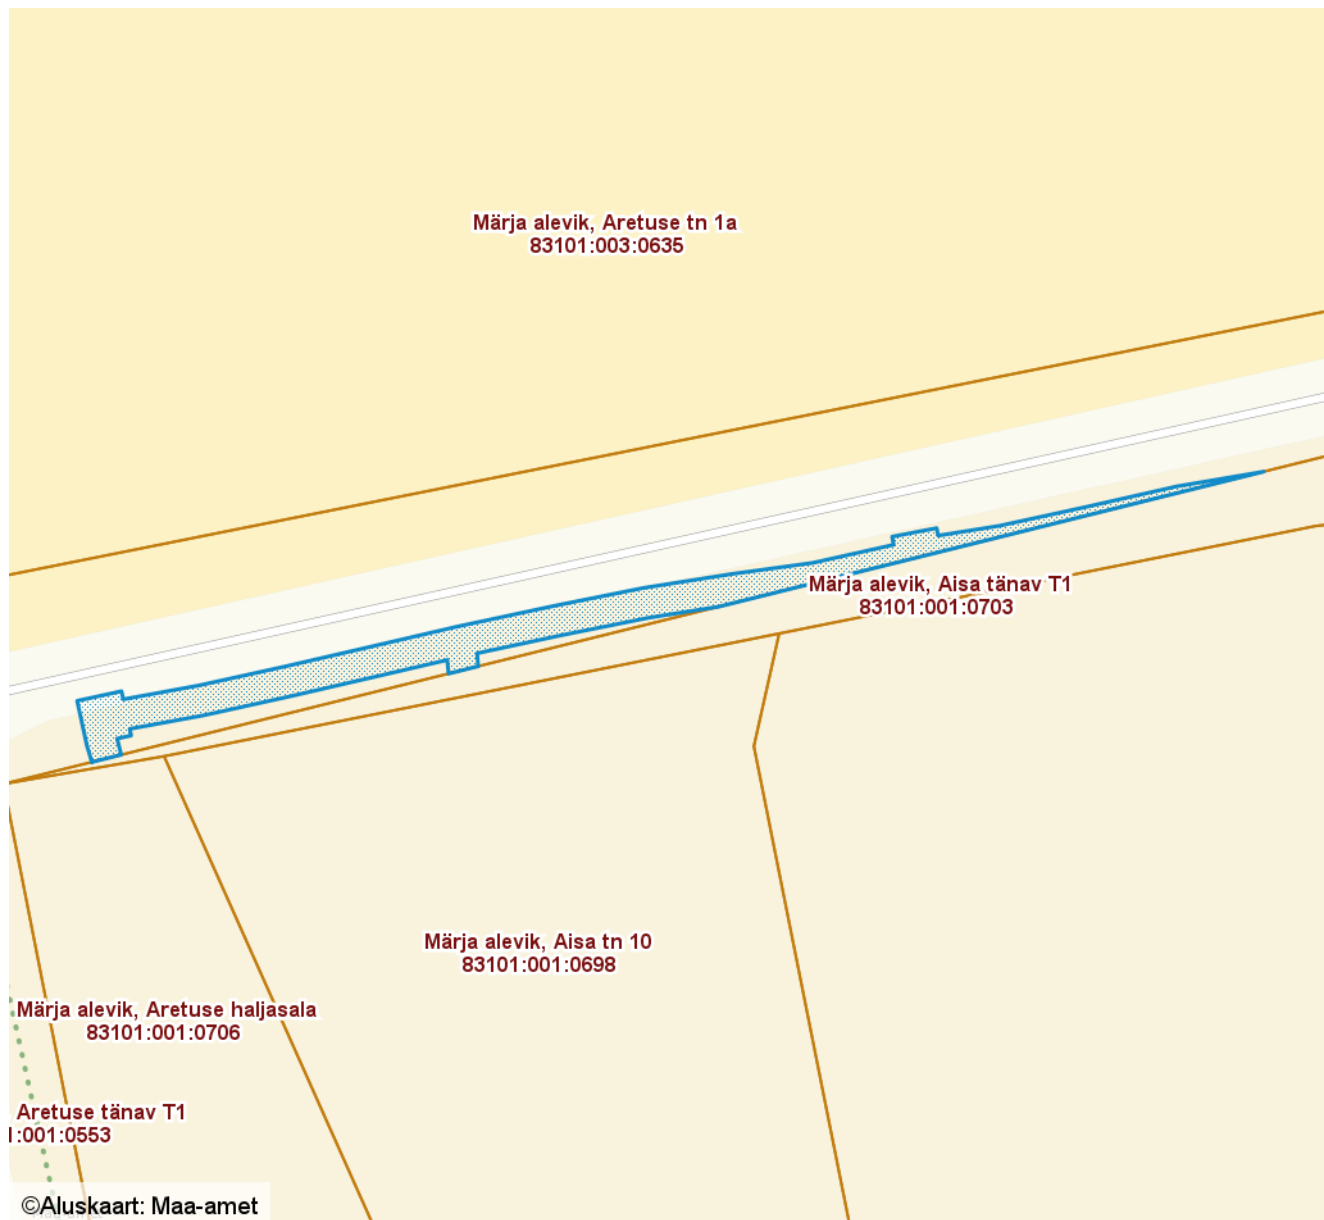 Märja alevik, Aretuse tn 1a
83101:003:0635
Märja alevik, Aisa tänav T1
83101:001:0703
Märja alevik, Aisa tn 10
83101:001:0698
Märja alevik, Aretuse haljasala
83101:001:0706
Aretuse tänav T1
1:001:0553
©Aluskaart: Maa-amet